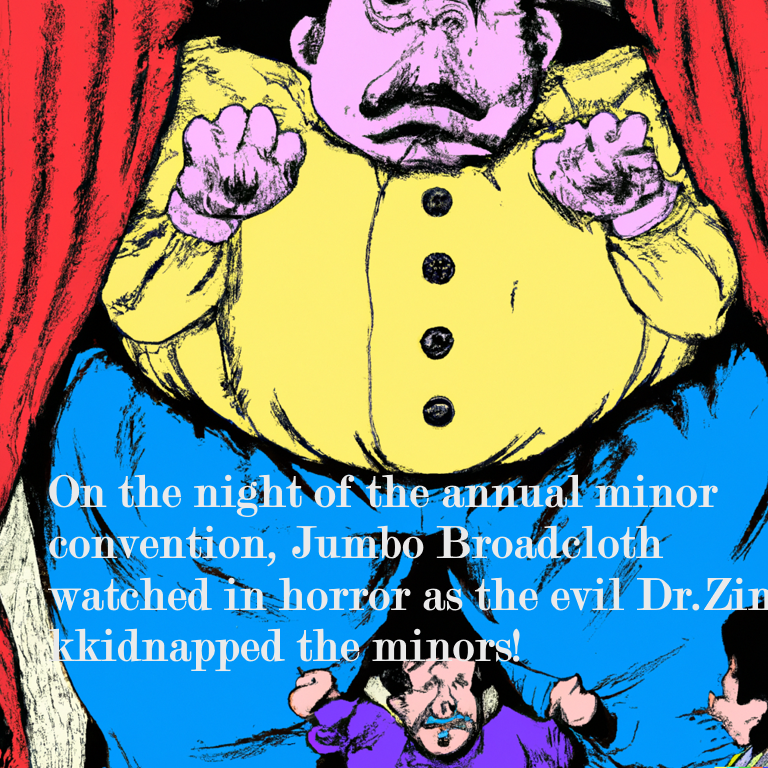 On the night of the annual minor
convention, Jumbo Broadcloth
watched in horror as the evil Dr.Zin
kkidnapped the minors!